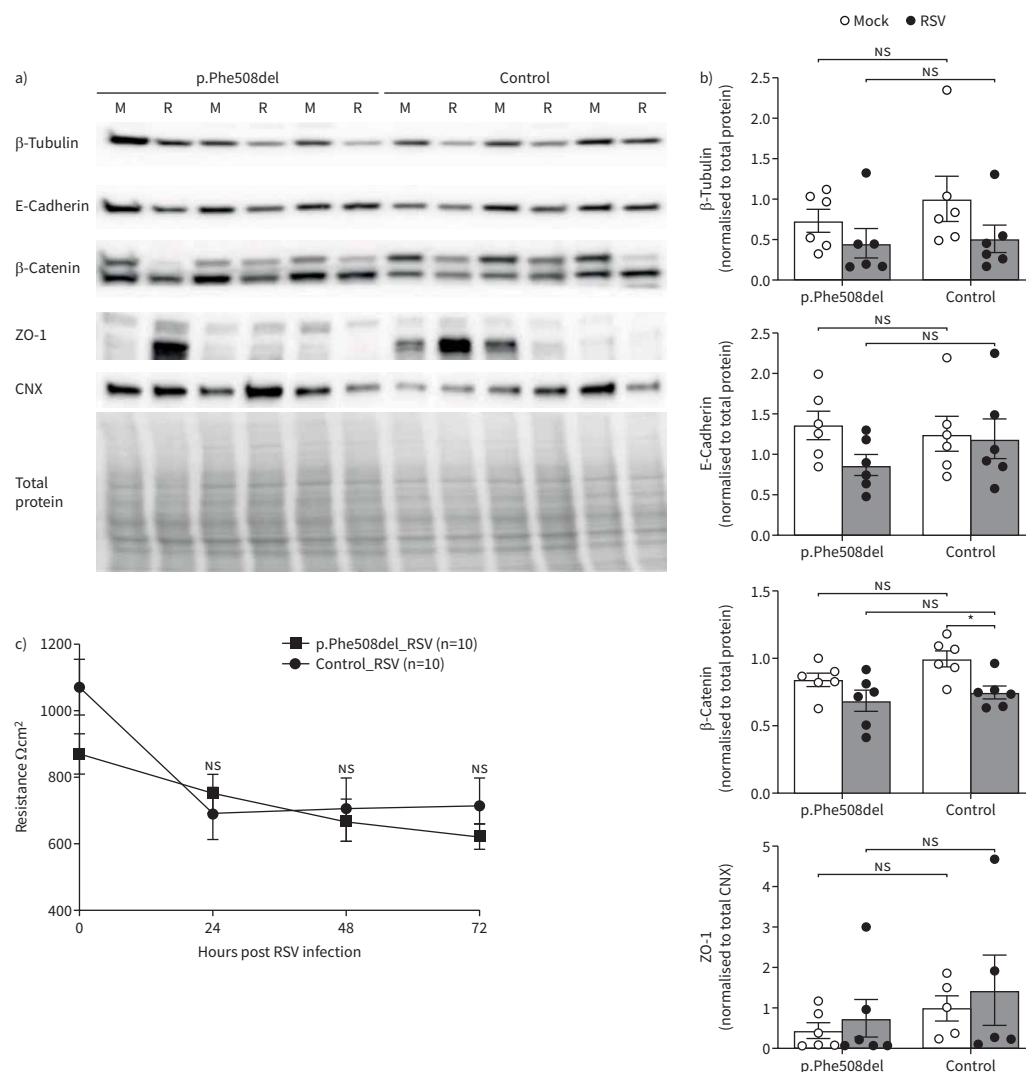 a)
p.Phe508del Control
M R M R M R M R M R M R
β-Tubulin
E-Cadherin
β-Catenin
ZO-1
CNX
Total
protein
b)
Mock RSV
NS
NS
2.5
2.0
1.5
1.0
0.5
0
β-Tubulin
(normalised to total protein)
p.Phe508del Control
NS
NS
2.5
2.0
1.5
1.0
0.5
0.0
E-Cadherin
(normalised to total protein)
p.Phe508del Control
NS
NS
*
1.5
1.0
0.5
0.0
β-Catenin
(normalised to total protein)
p.Phe508del Control
NS
NS
5
4
3
2
1
0
ZO-1
(normalised to total CNX)
p.Phe508del Control
c)
p.Phe508del_RSV (n=10)
Control_RSV (n=10)
1200
1000
800
600
400
Resistance Ωcm²
NS NS NS
0 24 48 72
Hours post RSV infection